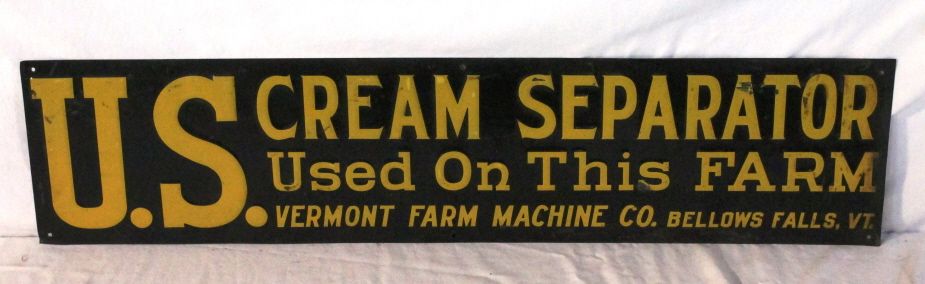 U.S. CREAM SEPARATOR
Used On This FARM
VERMONT FARM MACHINE CO. BELLOWS FALLS, VT.